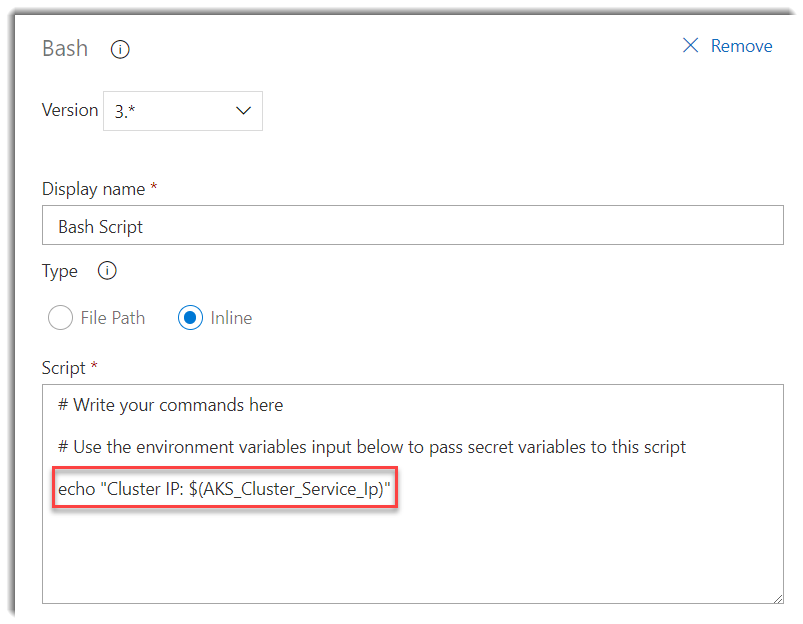 Bash
Remove
Version 3.*
Display name *
Bash Script
Type
File Path Inline
Script *
# Write your commands here
# Use the environment variables input below to pass secret variables to this script
echo "Cluster IP: $(AKS_Cluster_Service_Ip)"